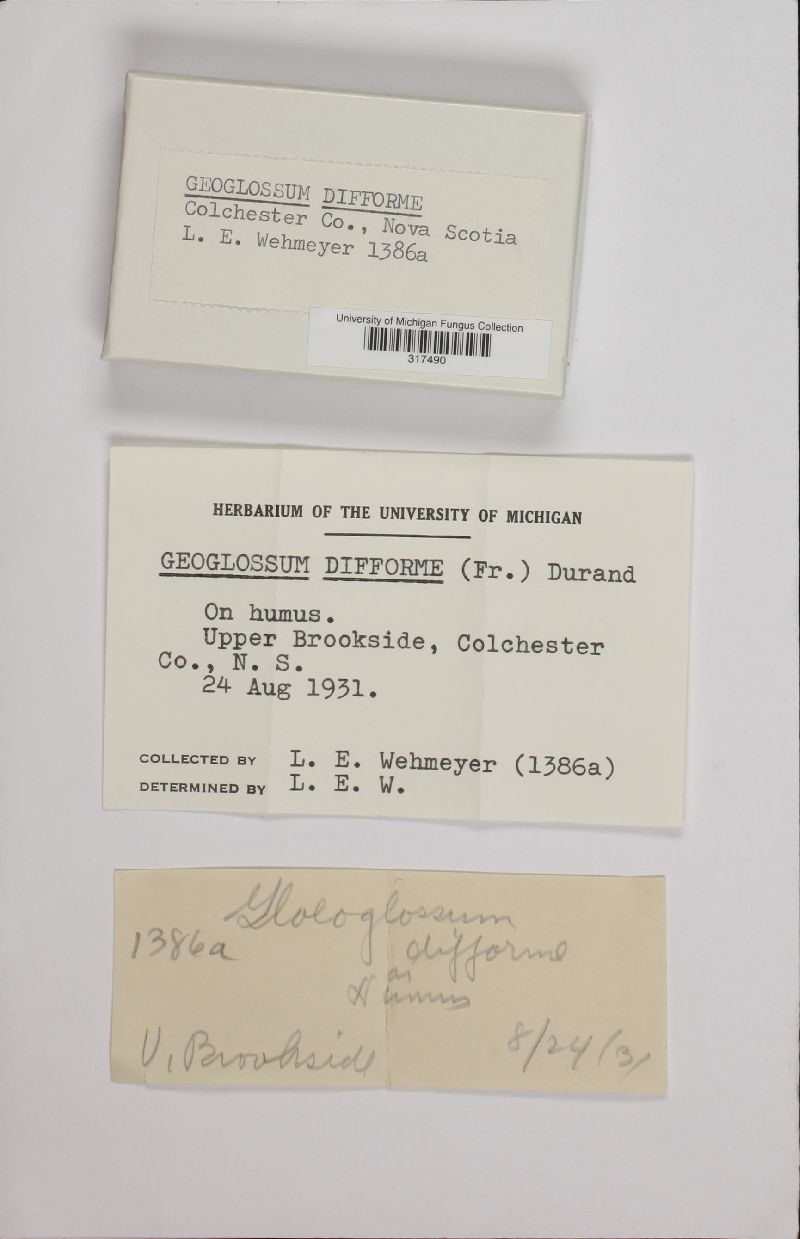 GEOGLOSSUM DIFFORME
Colchester Co., Nova Scotia
L. E. Wehmeyer 1386a
University of Michigan Fungus Collection
317490
HERBARIUM OF THE UNIVERSITY OF MICHIGAN
GEOGLOSSUM DIFFORME (Fr.) Durand
On humus.
Upper Brookside, Colchester
Co., N. S.
24 Aug 1931.
COLLECTED BY L. E. Wehmeyer (1386a)
DETERMINED BY L. E. W.
Gloeoglossum
1386a difforme
on
Humus
U. Brookside 8/24/31